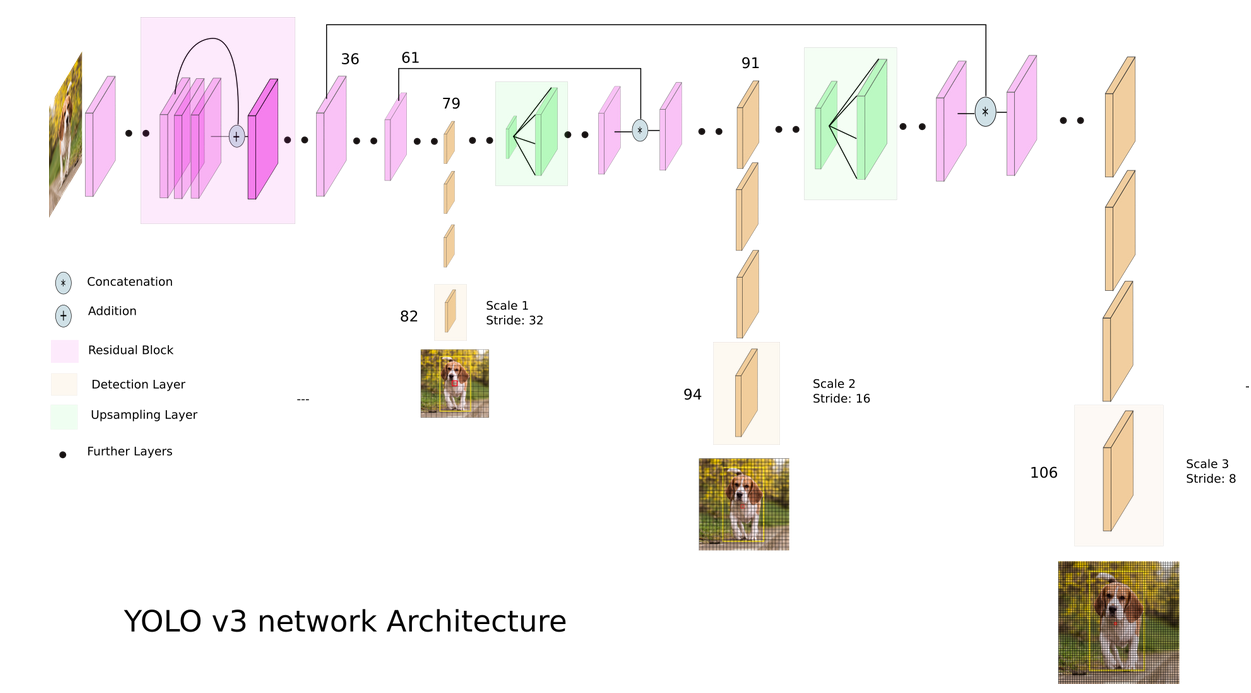 36
61
91
79
Concatenation
Addition
Residual Block
Detection Layer
Upsampling Layer
Further Layers
---
82
Scale 1
Stride: 32
94
Scale 2
Stride: 16
106
Scale 3
Stride: 8
YOLO v3 network Architecture